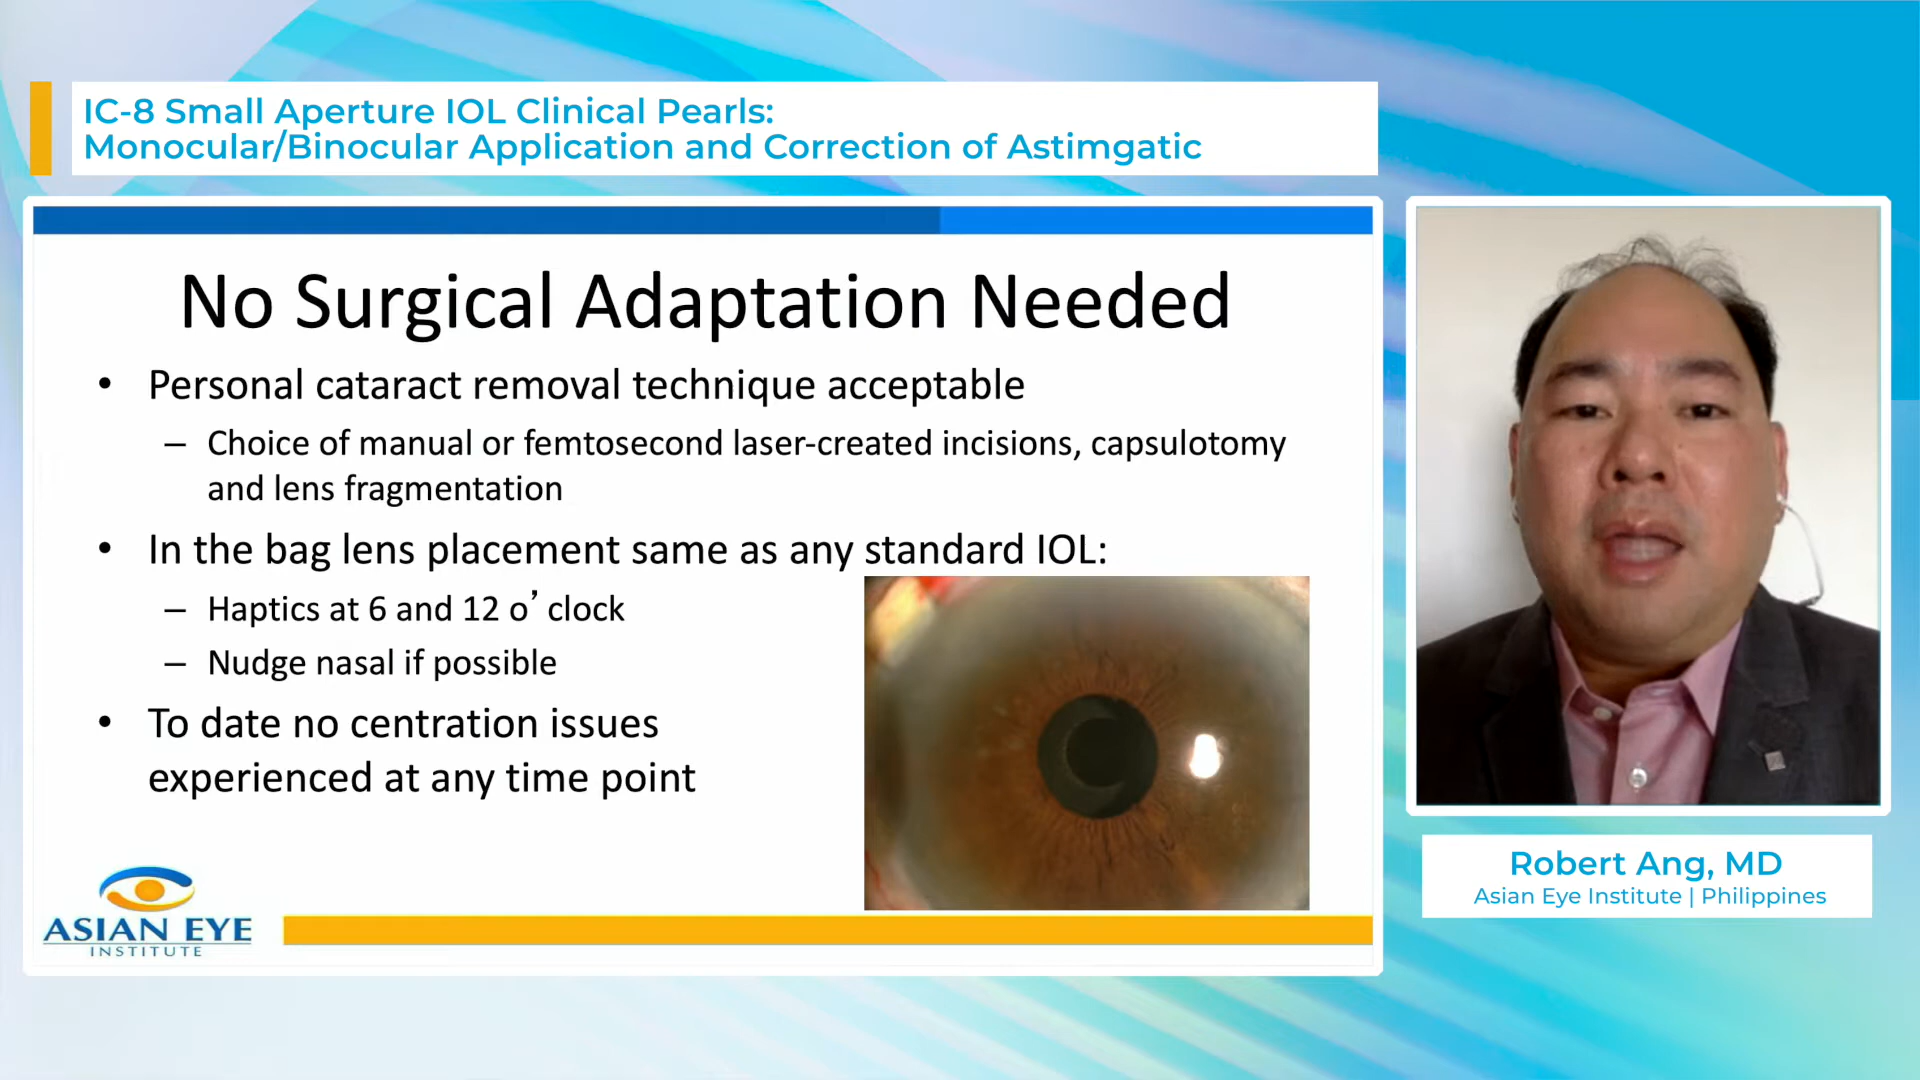 IC-8 Small Aperture IOL Clinical Pearls:
Monocular/Binocular Application and Correction of Astimgatic
No Surgical Adaptation Needed
• Personal cataract removal technique acceptable
– Choice of manual or femtosecond laser-created incisions, capsulotomy
and lens fragmentation
• In the bag lens placement same as any standard IOL:
– Haptics at 6 and 12 o’ clock
– Nudge nasal if possible
• To date no centration issues
experienced at any time point
ASIAN EYE
INSTITUTE
Robert Ang, MD
Asian Eye Institute | Philippines